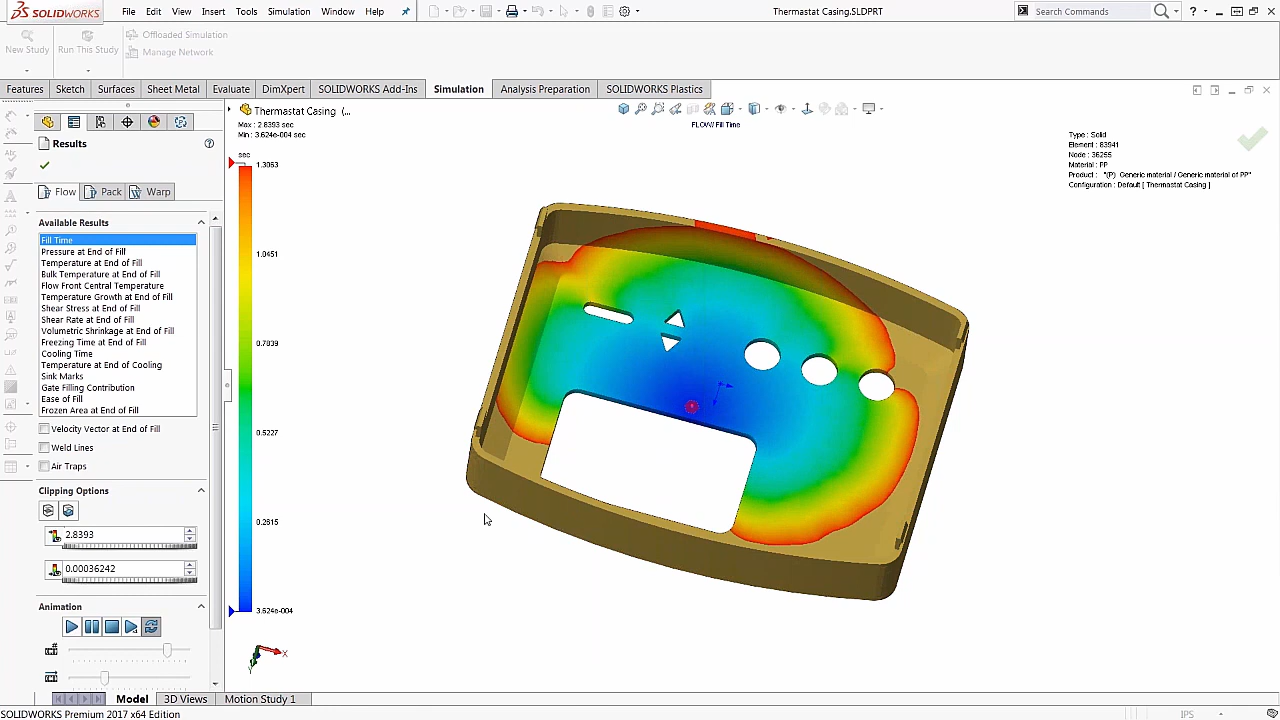 SOLIDWORKS File Edit View Insert Tools Simulation Window Help Thermastat Casing.SLDPRT Search Commands ?
New Study Run This Study Offloaded Simulation
Manage Network
Features Sketch Surfaces Sheet Metal Evaluate DimXpert SOLIDWORKS Add-Ins Simulation Analysis Preparation SOLIDWORKS Plastics
Thermastat Casing (...
Results
Flow Pack Warp
Available Results
Fill Time
Pressure at End of Fill
Temperature at End of Fill
Bulk Temperature at End of Fill
Flow Front Central Temperature
Temperature Growth at End of Fill
Shear Stress at End of Fill
Shear Rate at End of Fill
Volumetric Shrinkage at End of Fill
Freezing Time at End of Fill
Cooling Time
Temperature at End of Cooling
Sink Marks
Gate Filling Contribution
Ease of Fill
Frozen Area at End of Fill
Velocity Vector at End of Fill
Weld Lines
Air Traps
Clipping Options
2.8393
0.00036242
Animation
Max : 2.8393 sec
Min : 3.624e-004 sec
sec
1.3063
1.0451
0.7839
0.5227
0.2615
3.624e-004
FLOW/ Fill Time
Type : Solid
Element : 83941
Node : 36255
Material : PP
Product : "(P) Generic material / Generic material of PP"
Configuration : Default [ Thermastat Casing ]
X
Y
Model 3D Views Motion Study 1
SOLIDWORKS Premium 2017 x64 Edition IPS